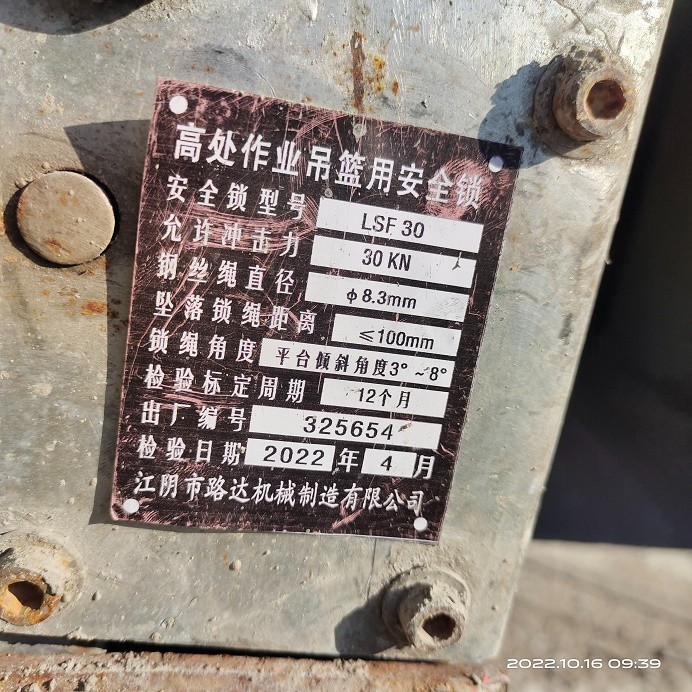 高处作业吊篮用安全锁
安全锁型号 LSF 30
允许冲击力 30 KN
钢丝绳直径 ϕ8.3mm
坠落锁绳距离 ≤100mm
锁绳角度 平台倾斜角度3°~8°
检验标定周期 12个月
出厂编号 325654
检验日期 2022 年 4 月
江阴市路达机械制造有限公司
2022.10.16 09:39